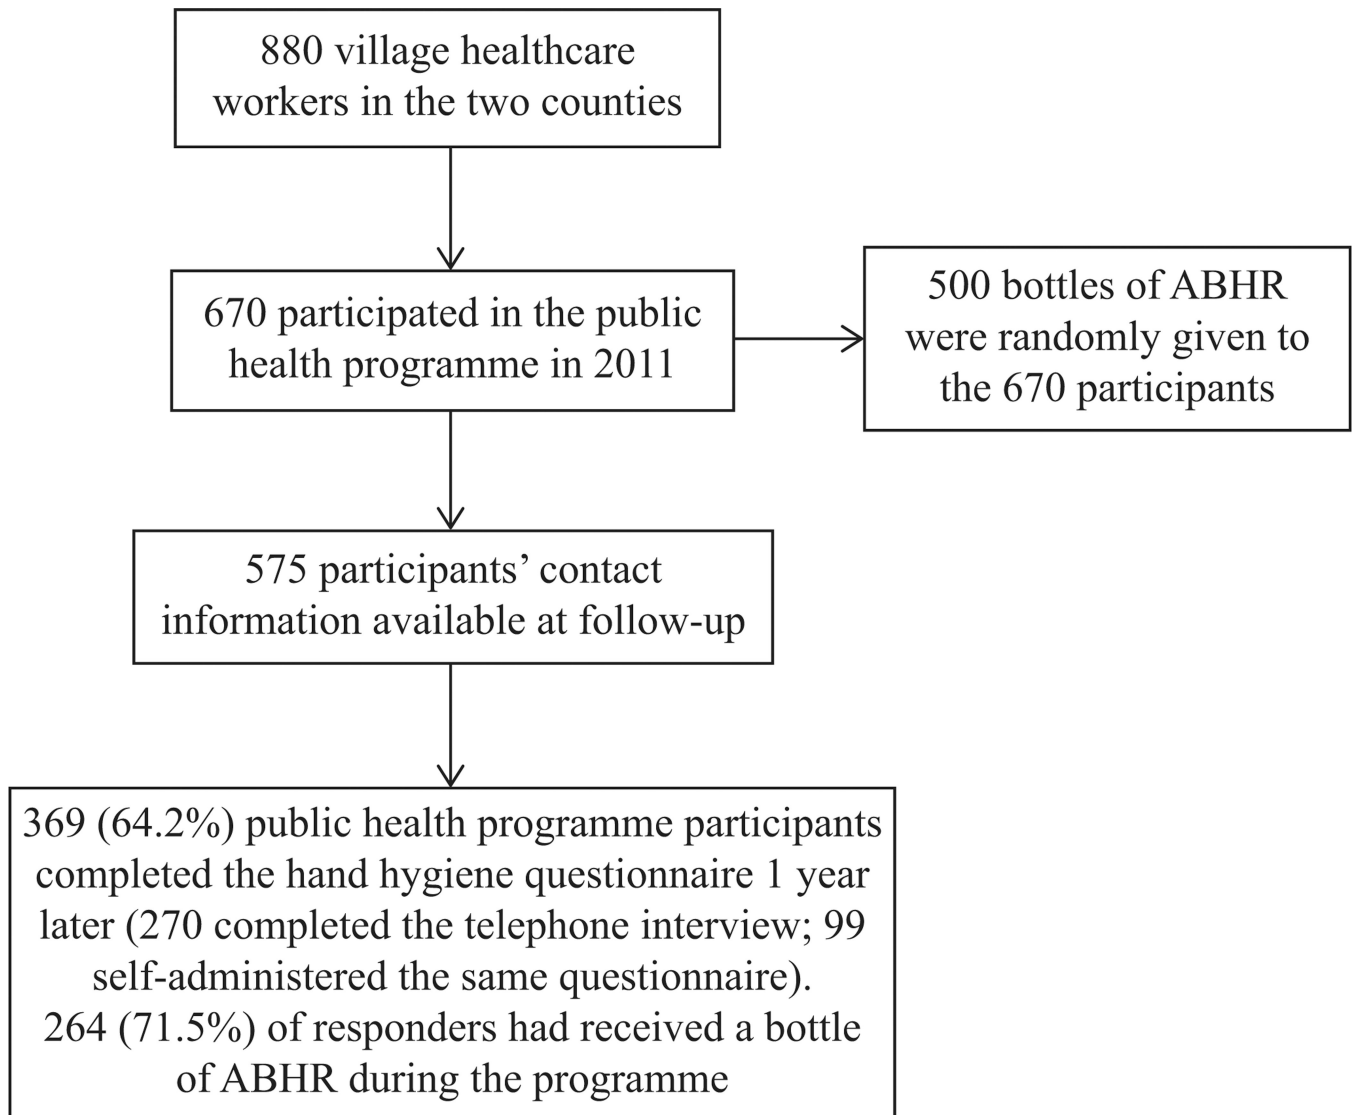 880 village healthcare
workers in the two counties
670 participated in the public
health programme in 2011
500 bottles of ABHR
were randomly given to
the 670 participants
575 participants’ contact
information available at follow-up
369 (64.2%) public health programme participants
completed the hand hygiene questionnaire 1 year
later (270 completed the telephone interview; 99
self-administered the same questionnaire).
264 (71.5%) of responders had received a bottle
of ABHR during the programme